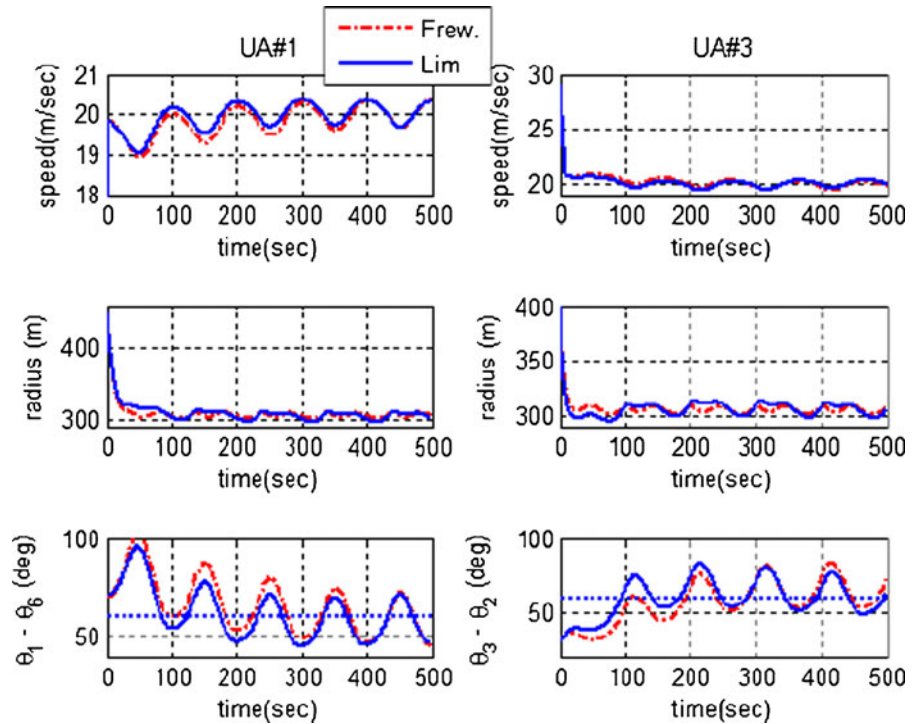 UA#1
Frew.
Lim
UA#3
speed(m/sec)
21
20
19
18
0 100 200 300 400 500
time(sec)
speed(m/sec)
30
25
20
0 100 200 300 400 500
time(sec)
radius (m)
400
300
0 100 200 300 400 500
time(sec)
radius (m)
400
350
300
0 100 200 300 400 500
time(sec)
θ1 - θ6 (deg)
100
50
0 100 200 300 400 500
time(sec)
θ3 - θ2 (deg)
100
50
0 100 200 300 400 500
time(sec)